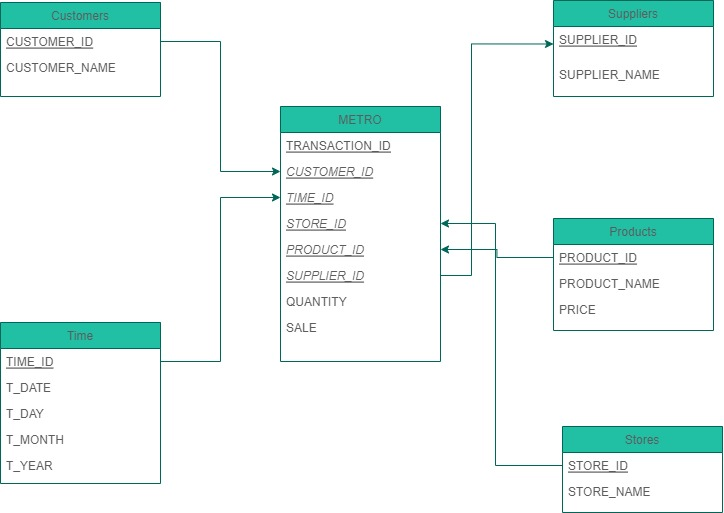 Customers
CUSTOMER_ID
CUSTOMER_NAME
Suppliers
SUPPLIER_ID
SUPPLIER_NAME
METRO
TRANSACTION_ID
CUSTOMER_ID
TIME_ID
STORE_ID
PRODUCT_ID
SUPPLIER_ID
QUANTITY
SALE
Products
PRODUCT_ID
PRODUCT_NAME
PRICE
Time
TIME_ID
T_DATE
T_DAY
T_MONTH
T_YEAR
Stores
STORE_ID
STORE_NAME